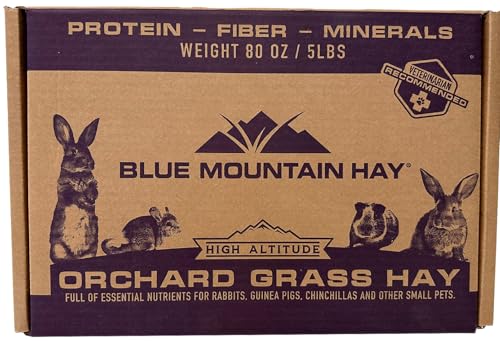 PROTEIN – FIBER – MINERALS
WEIGHT 80 OZ / 5LBS
VETERINARIAN
RECOMMENDED
BLUE MOUNTAIN HAY®
HIGH ALTITUDE
ORCHARD GRASS HAY
FULL OF ESSENTIAL NUTRIENTS FOR RABBITS, GUINEA PIGS, CHINCHILLAS AND OTHER SMALL PETS.